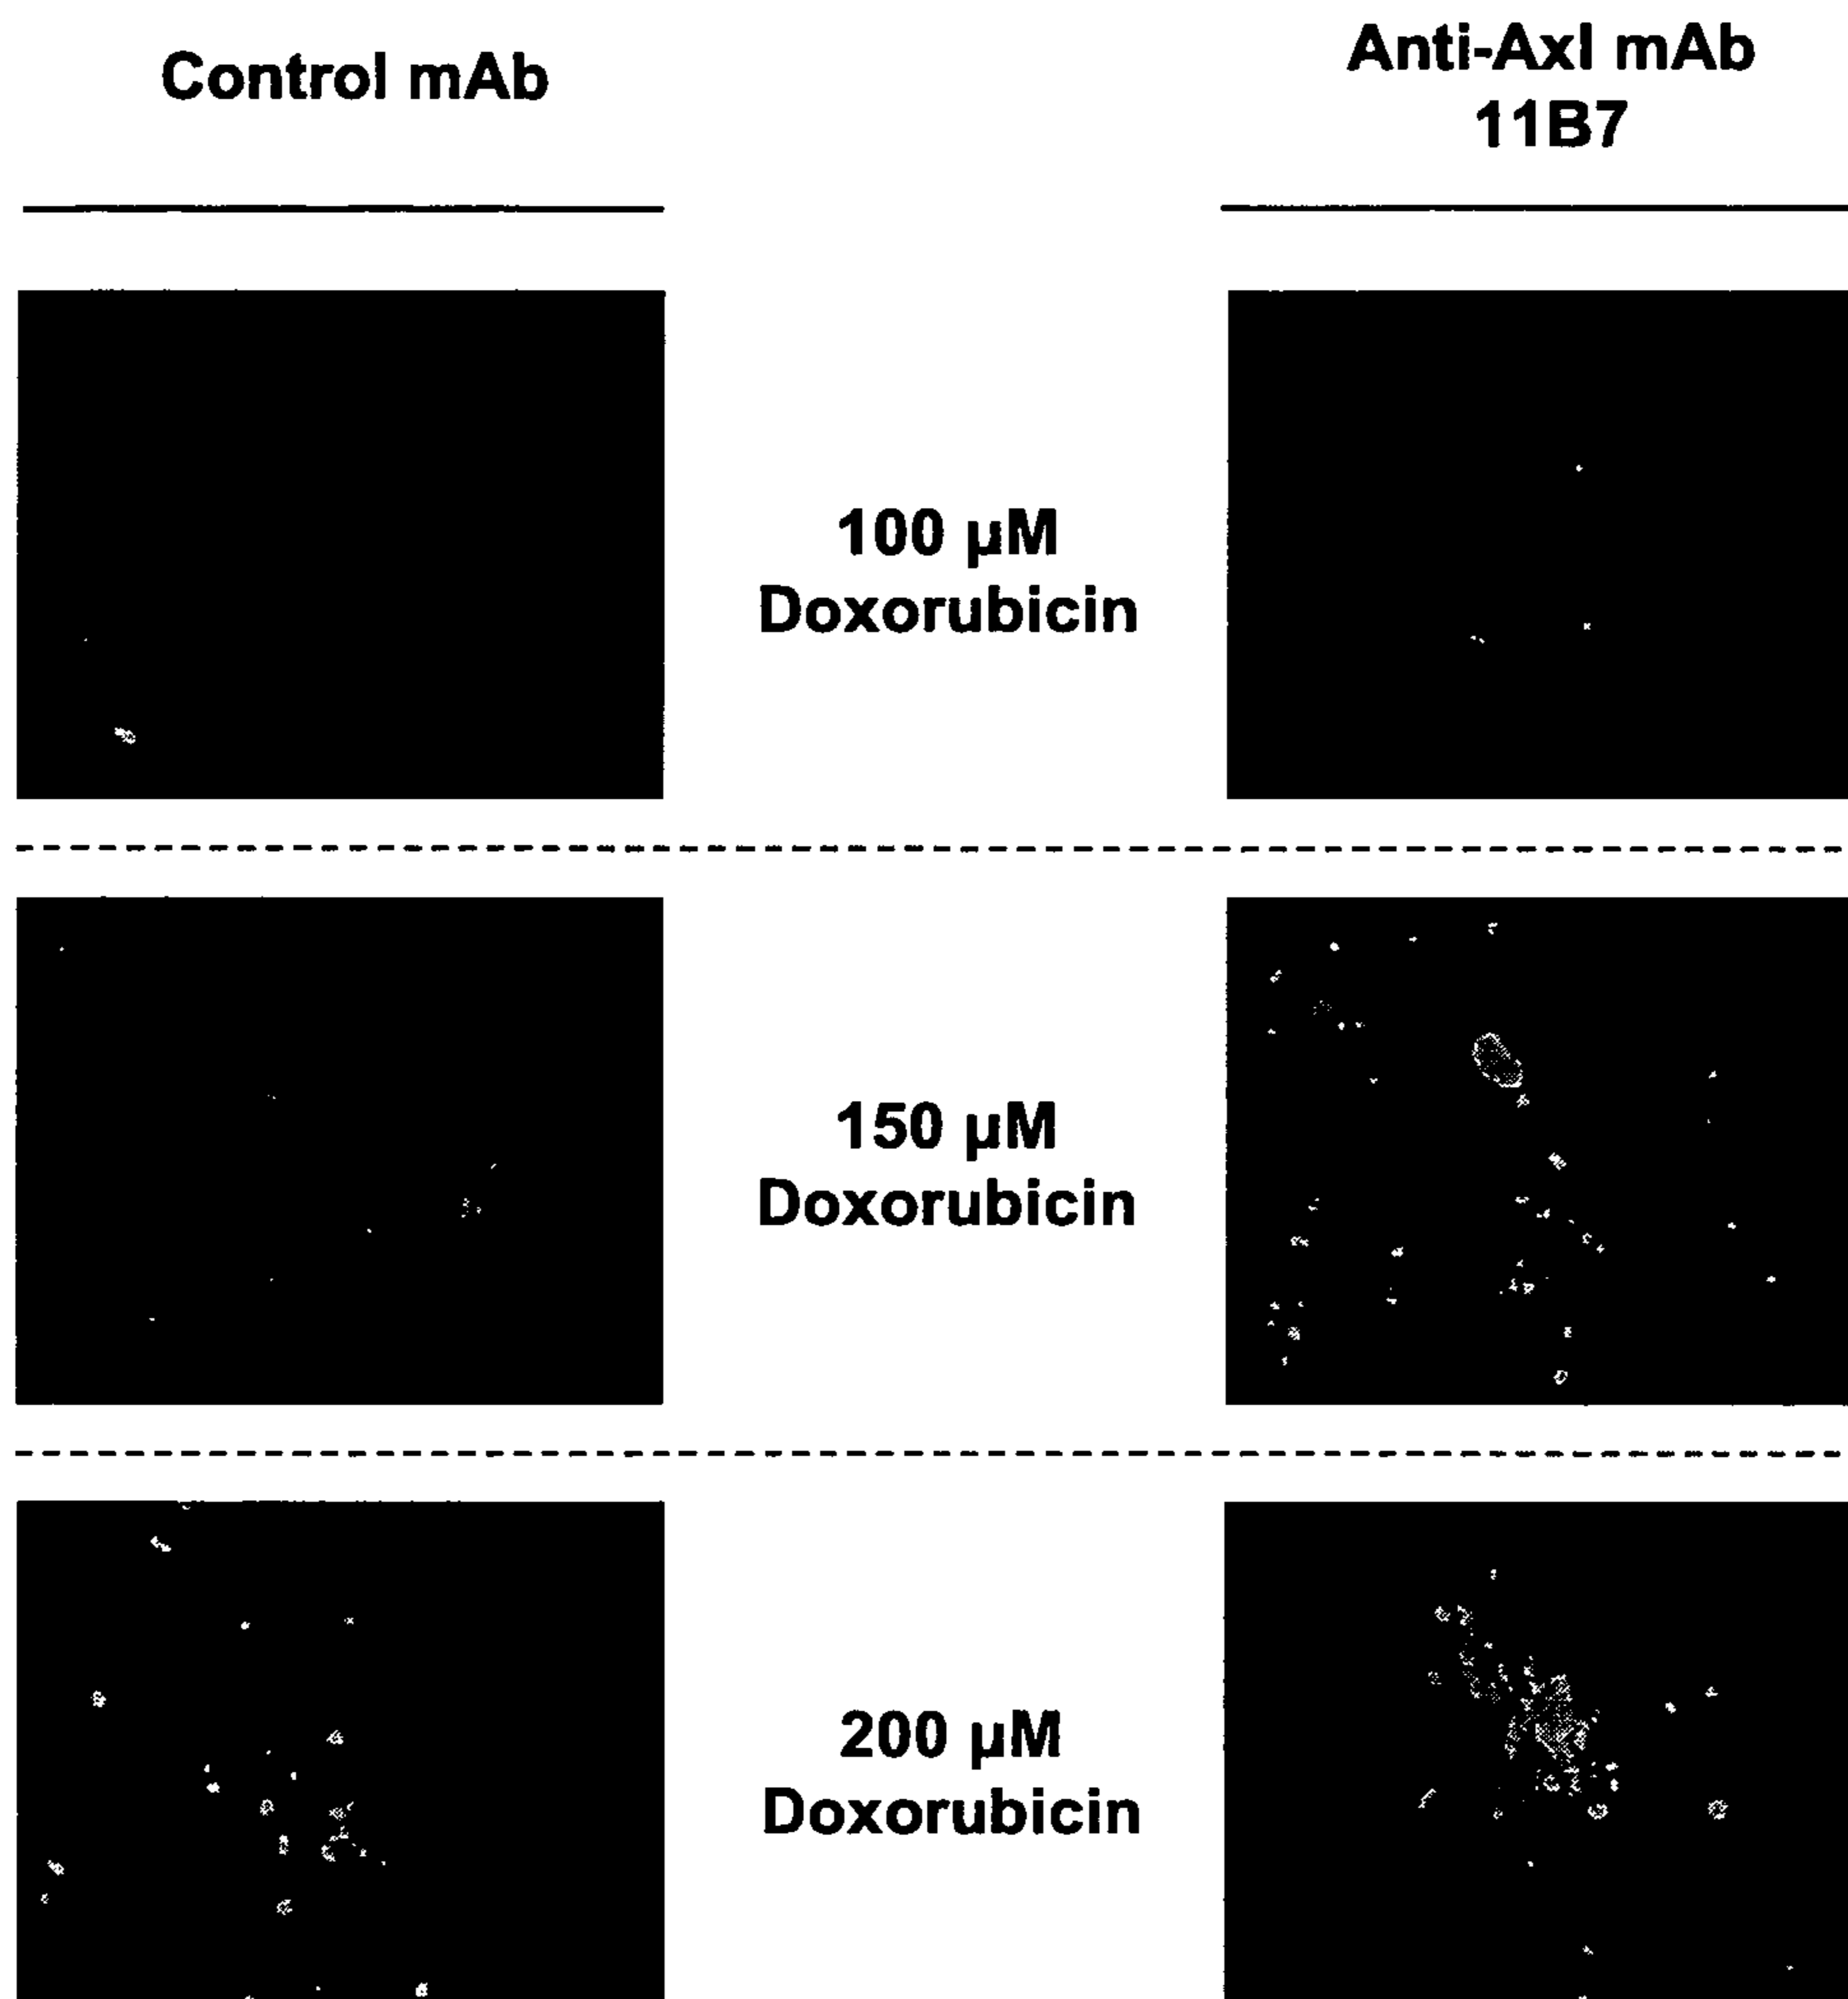 Control mAb
Anti-Axl mAb
11B7
100 µM
Doxorubicin
150 µM
Doxorubicin
200 µM
Doxorubicin